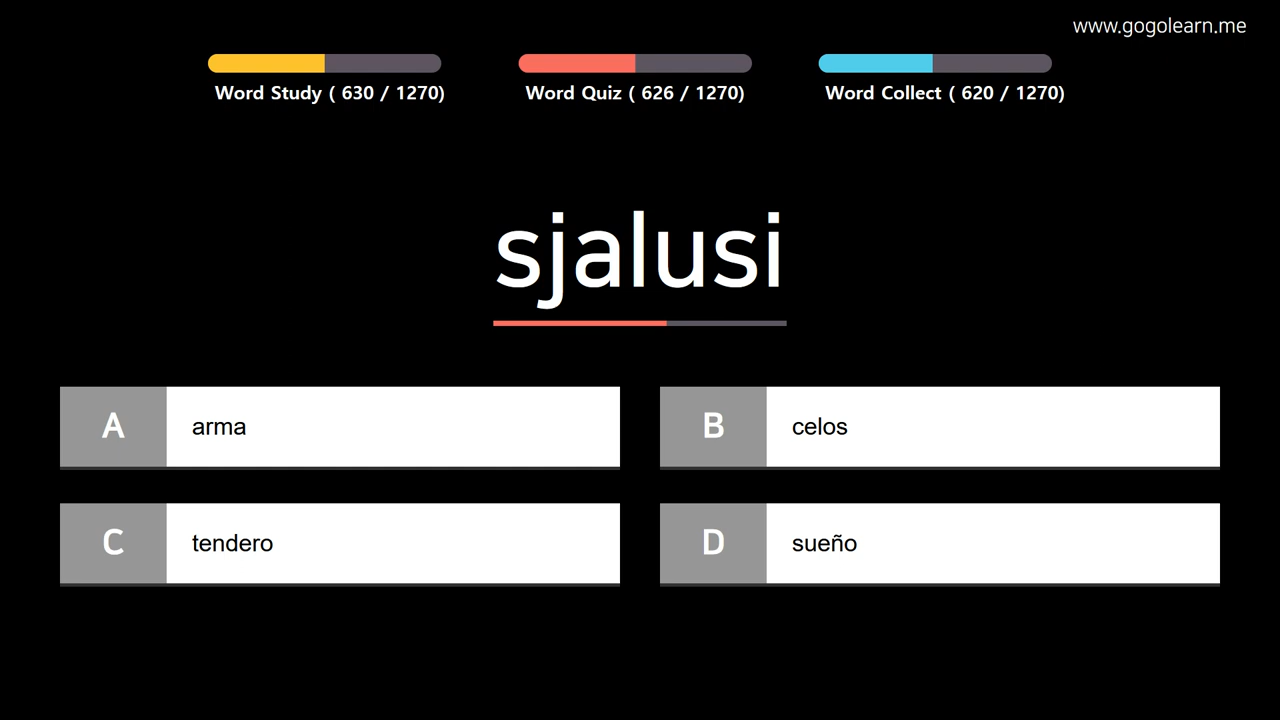 www.gogolearn.me
Word Study ( 630 / 1270)
Word Quiz ( 626 / 1270)
Word Collect ( 620 / 1270)
sjalusi
A arma
B celos
C tendero
D sueño